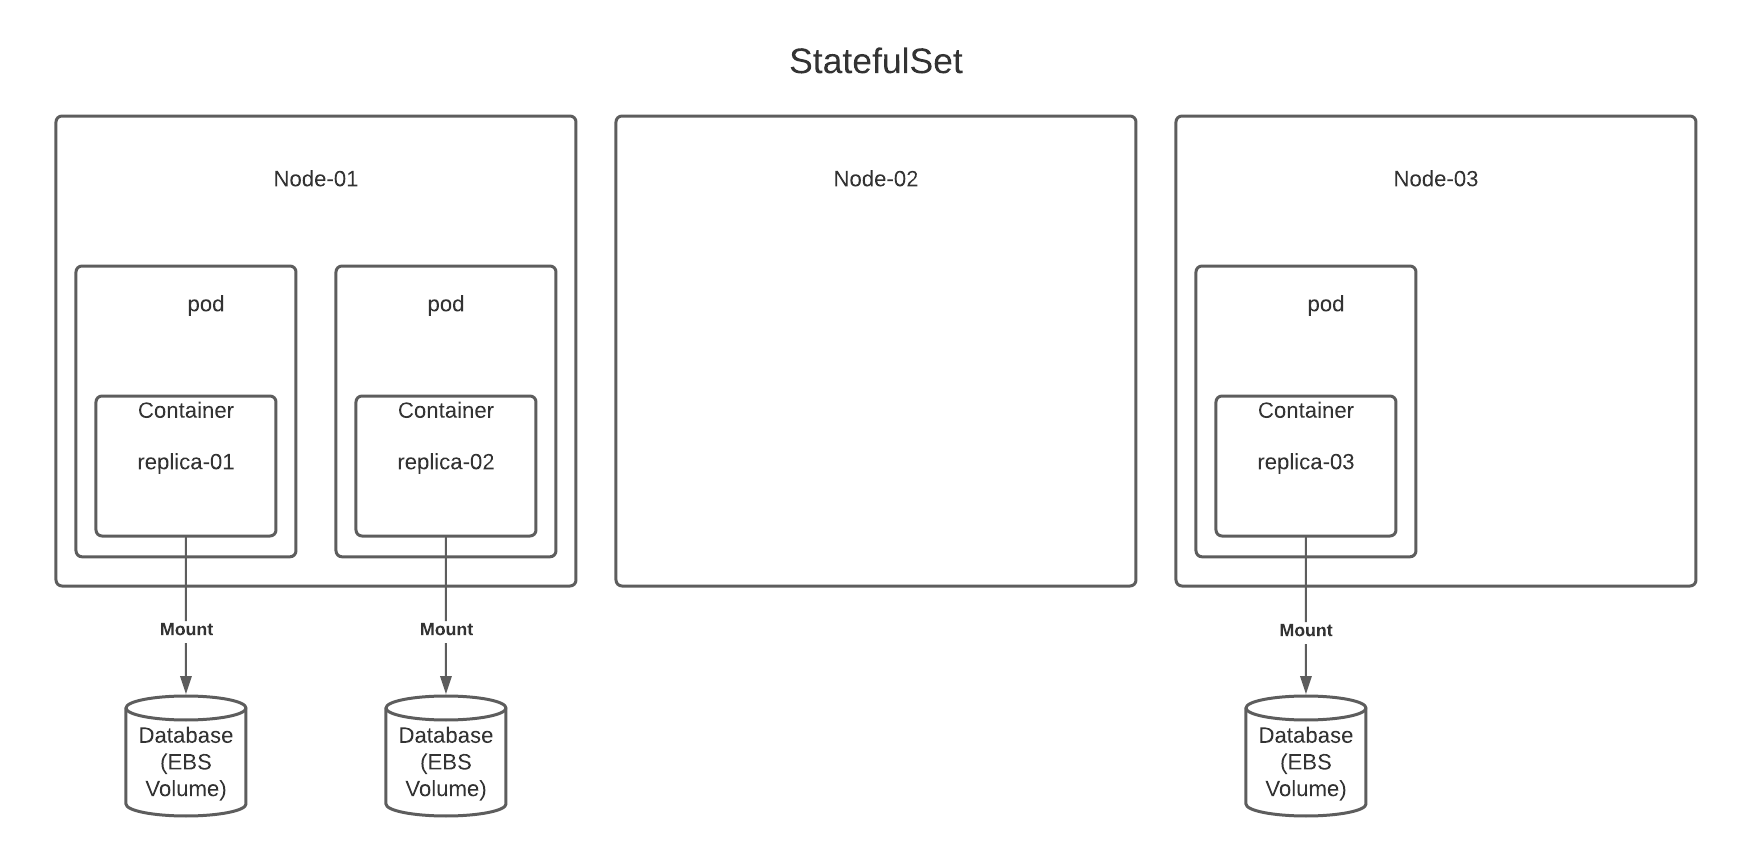 StatefulSet
Node-01
Node-02
Node-03
pod
pod
pod
Container
replica-01
Container
replica-02
Container
replica-03
Mount
Mount
Mount
Database
(EBS
Volume)
Database
(EBS
Volume)
Database
(EBS
Volume)